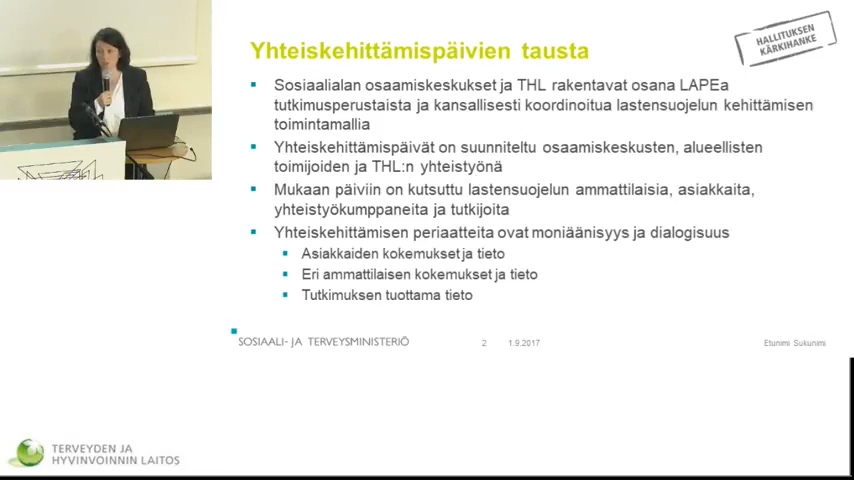 Yhteiskehittämispäivien tausta
HALLITUKSEN
KÄRKIHANKE
Sosiaalialan osaamiskeskukset ja THL rakentavat osana LAPEa
tutkimusperustaista ja kansallisesti koordinoitua lastensuojelun kehittämisen
toimintamallia
Yhteiskehittämispäivät on suunniteltu osaamiskeskusten, alueellisten
toimijoiden ja THL:n yhteistyönä
Mukaan päiviin on kutsuttu lastensuojelun ammattilaisia, asiakkaita,
yhteistyökumppaneita ja tutkijoita
Yhteiskehittämisen periaatteita ovat moniäänisyys ja dialogisuus
Asiakkaiden kokemukset ja tieto
Eri ammattilaisen kokemukset ja tieto
Tutkimuksen tuottama tieto
SOSIAALI- JA TERVEYSMINISTERIÖ 2 1.9.2017 Etunimi Sukunimi
TERVEYDEN JA
HYVINVOINNIN LAITOS